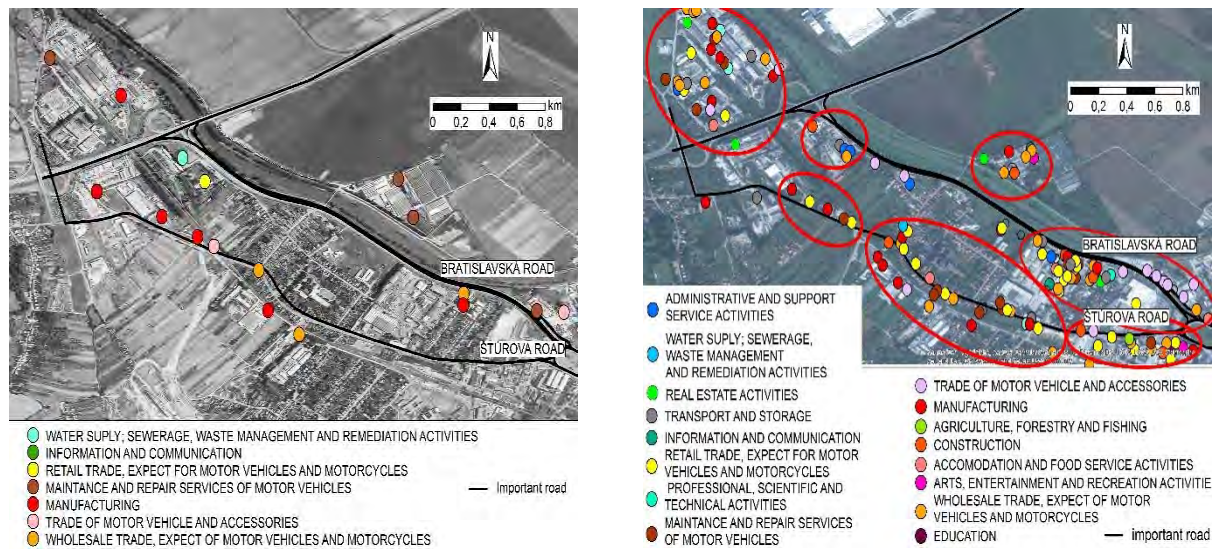 N
km
0 0,2 0,4 0,6 0,8
BRATISLAVSKÁ ROAD
ŠTÚROVA ROAD
WATER SUPLY; SEWERAGE, WASTE MANAGEMENT AND REMEDIATION ACTIVITIES
INFORMATION AND COMMUNICATION
RETAIL TRADE, EXPECT FOR MOTOR VEHICLES AND MOTORCYCLES
MAINTANCE AND REPAIR SERVICES OF MOTOR VEHICLES
MANUFACTURING
TRADE OF MOTOR VEHICLE AND ACCESSORIES
WHOLESALE TRADE, EXPECT OF MOTOR VEHICLES AND MOTORCYCLES
Important road
N
km
0 0,2 0,4 0,6 0,8
BRATISLAVSKÁ ROAD
ŠTÚROVA ROAD
ADMINISTRATIVE AND SUPPORT
SERVICE ACTIVITIES
WATER SUPLY; SEWERAGE,
WASTE MANAGEMENT
AND REMEDIATION ACTIVITIES
REAL ESTATE ACTIVITIES
TRANSPORT AND STORAGE
INFORMATION AND COMMUNICATION
RETAIL TRADE, EXPECT FOR MOTOR
VEHICLES AND MOTORCYCLES
PROFESSIONAL, SCIENTIFIC AND
TECHNICAL ACTIVITIES
MAINTANCE AND REPAIR SERVICES
OF MOTOR VEHICLES
TRADE OF MOTOR VEHICLE AND ACCESSORIES
MANUFACTURING
AGRICULTURE, FORESTRY AND FISHING
CONSTRUCTION
ACCOMODATION AND FOOD SERVICE ACTIVITIES
ARTS, ENTERTAINMENT AND RECREATION ACTIVITIE
WHOLESALE TRADE, EXPECT OF MOTOR
VEHICLES AND MOTORCYCLES
EDUCATION
important road